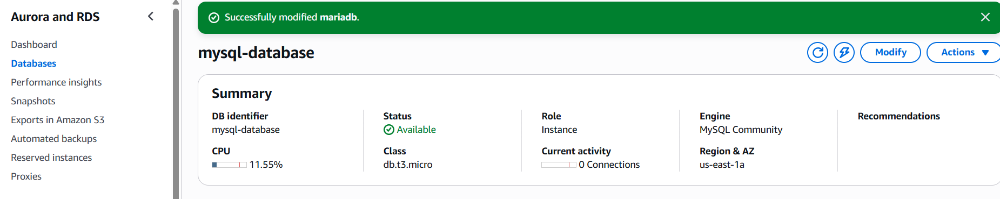 Aurora and RDS
Dashboard
Databases
Performance insights
Snapshots
Exports in Amazon S3
Automated backups
Reserved instances
Proxies
Successfully modified mariadb.
mysql-database
Modify
Actions
Summary
DB identifier
mysql-database
CPU
11.55%
Status
Available
Class
db.t3.micro
Role
Instance
Current activity
0 Connections
Engine
MySQL Community
Region & AZ
us-east-1a
Recommendations